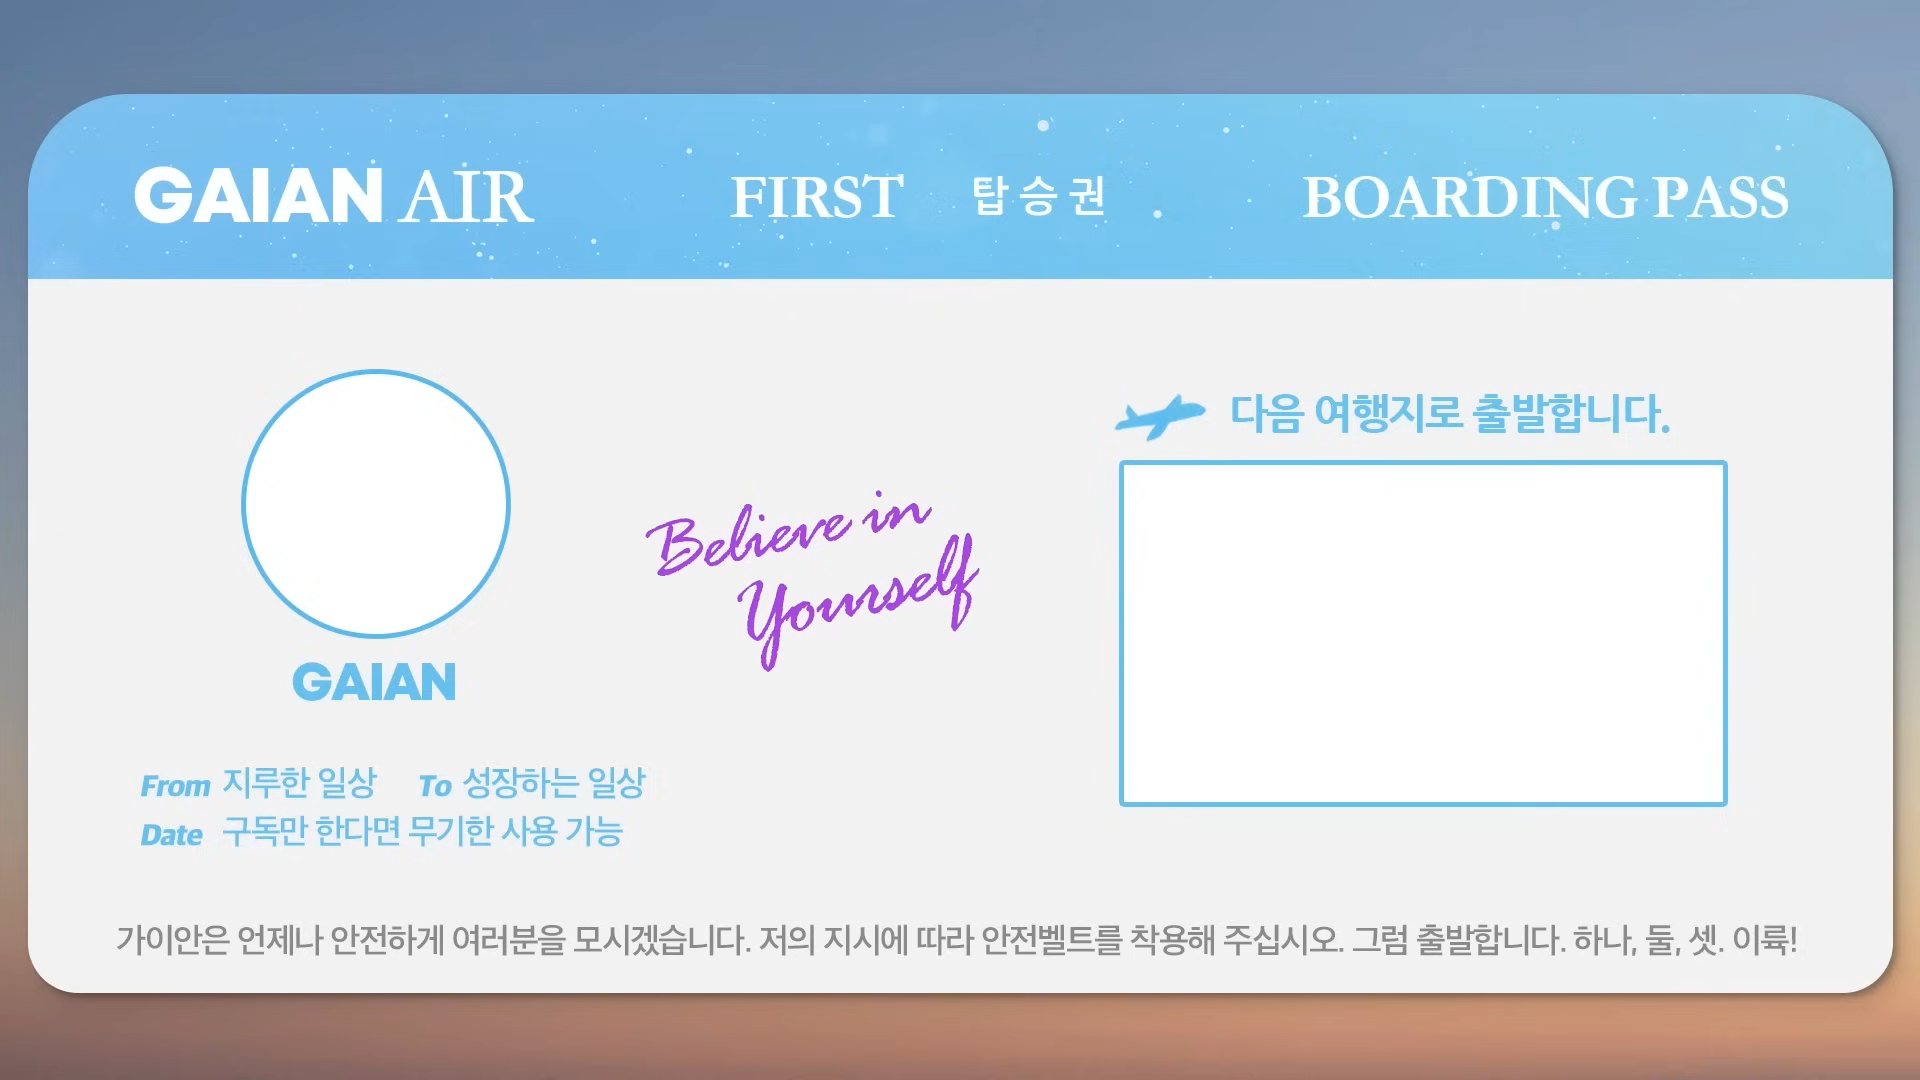 GAIAN AIR FIRST 탑승권 BOARDING PASS
다음 여행지로 출발합니다.
Believe in
Yourself
GAIAN
From 지루한 일상 To 성장하는 일상
Date 구독만 한다면 무기한 사용 가능
가이안은 언제나 안전하게 여러분을 모시겠습니다. 저의 지시에 따라 안전벨트를 착용해 주십시오. 그럼 출발합니다. 하나, 둘, 셋. 이륙!